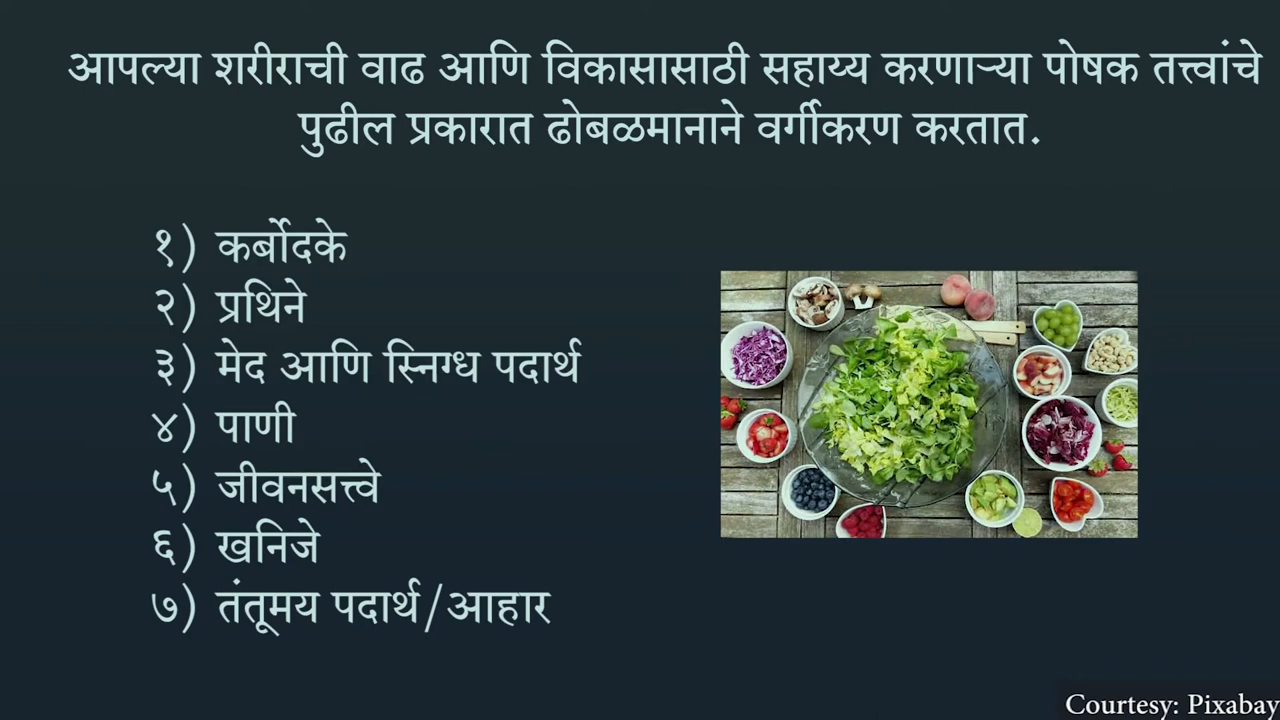 आपल्या शरीराची वाढ आणि विकासासाठी सहाय्य करणाऱ्या पोषक तत्त्वांचे
पुढील प्रकारात ढोबळमानाने वर्गीकरण करतात.
१) कर्बोदके
२) प्रथिने
३) मेद आणि स्निग्ध पदार्थ
४) पाणी
५) जीवनसत्त्वे
६) खनिजे
७) तंतूमय पदार्थ/आहार
Courtesy: Pixabay